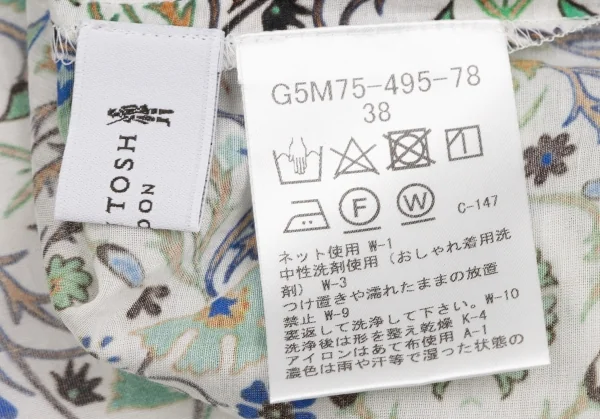 TOSH
DON
G5M75-495-78
38
F W C-147
ネット使用 W-1
中性洗剤使用（おしゃれ着用洗
剤）W-3
つけ置きや濡れたままの放置
禁止 W-9
裏返して洗浄して下さい。W-10
洗浄後は形を整え乾燥 K-4
アイロンはあて布使用 A-1
濃色は雨や汗等で湿った状態の